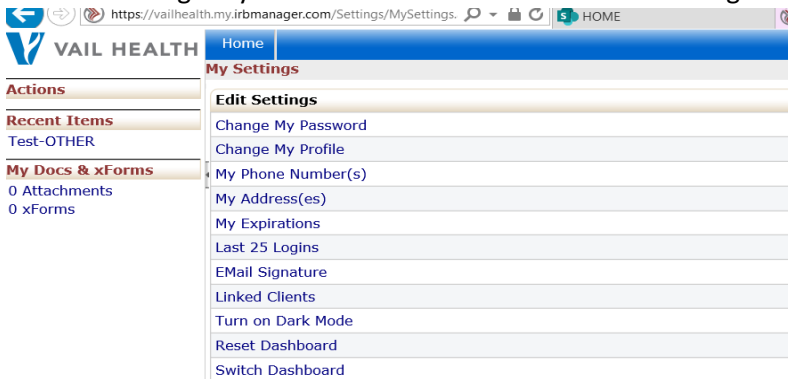 https://vailhealth.my.irbmanager.com/Settings/MySettings.
HOME
VAIL HEALTH
Home
My Settings
Actions
Recent Items
Test-OTHER
My Docs & xForms
0 Attachments
0 xForms
Edit Settings
Change My Password
Change My Profile
My Phone Number(s)
My Address(es)
My Expirations
Last 25 Logins
EMail Signature
Linked Clients
Turn on Dark Mode
Reset Dashboard
Switch Dashboard